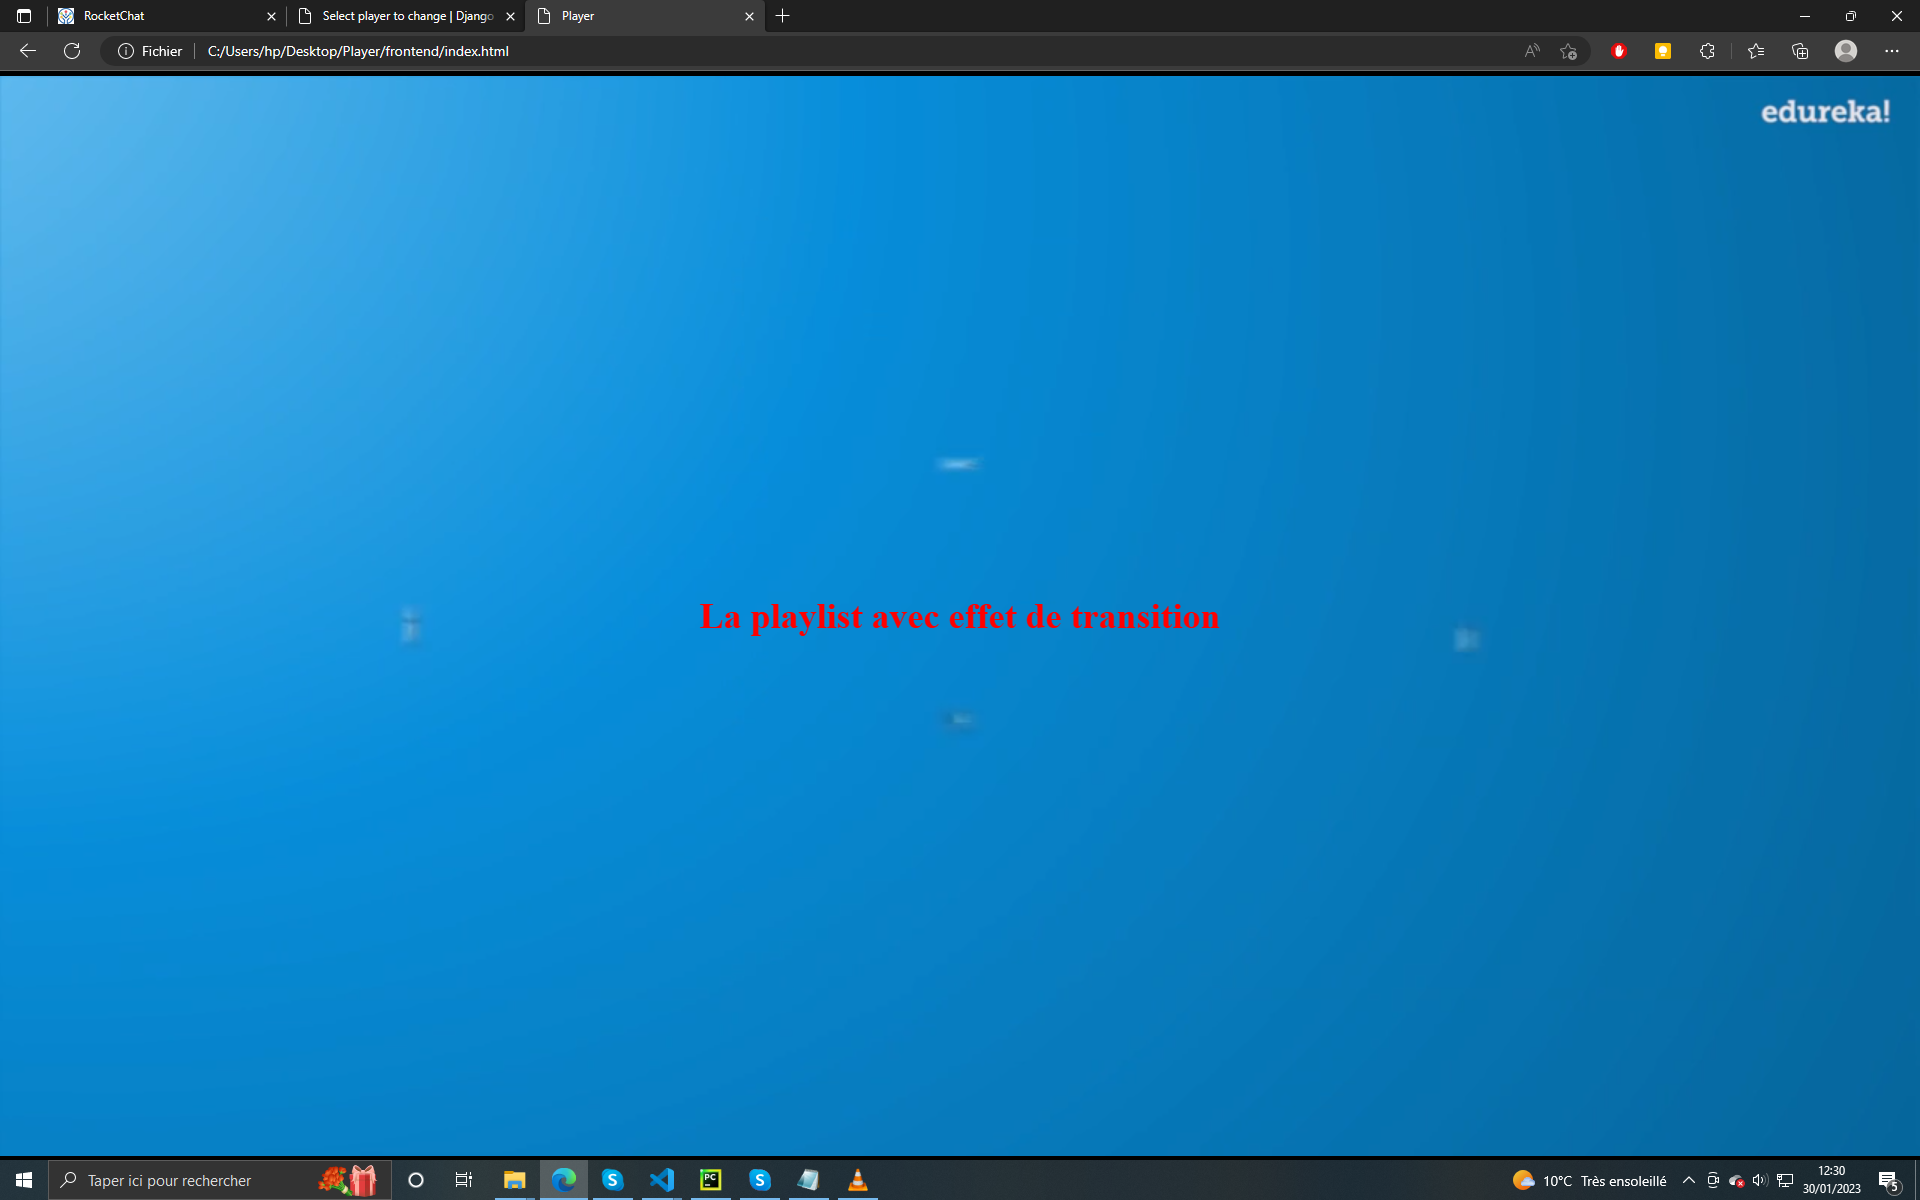 RocketChat
Select player to change | Django
Player
Fichier
C:/Users/hp/Desktop/Player/frontend/index.html
edureka!
La playlist avec effet de transition
Taper ici pour rechercher
PC
10°C Très ensoleillé
12:30
30/01/2023
5